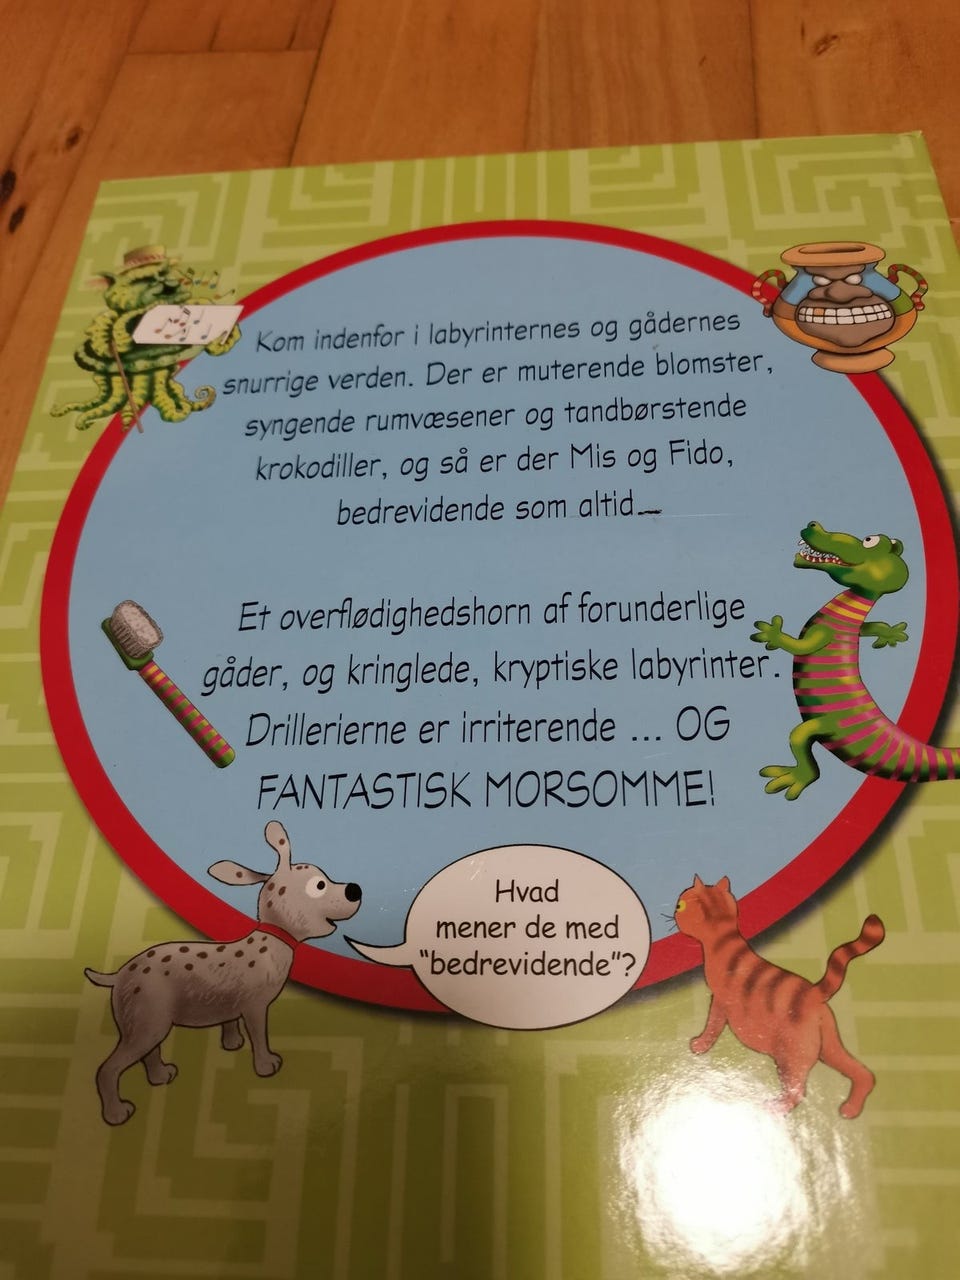 Kom indenfor i labyrinternes og gådernes
snurrige verden. Der er muterende blomster,
syngende rumvæsener og tandbørstende
krokodiller, og så er der Mis og Fido,
bedrevidende som altid...
Et overflødighedshorn af forunderlige
gåder, og kringlede, kryptiske labyrinter.
Drillerierne er irriterende ... OG
FANTASTISK MORSOMME!
Hvad
mener de med
"bedrevidende"?